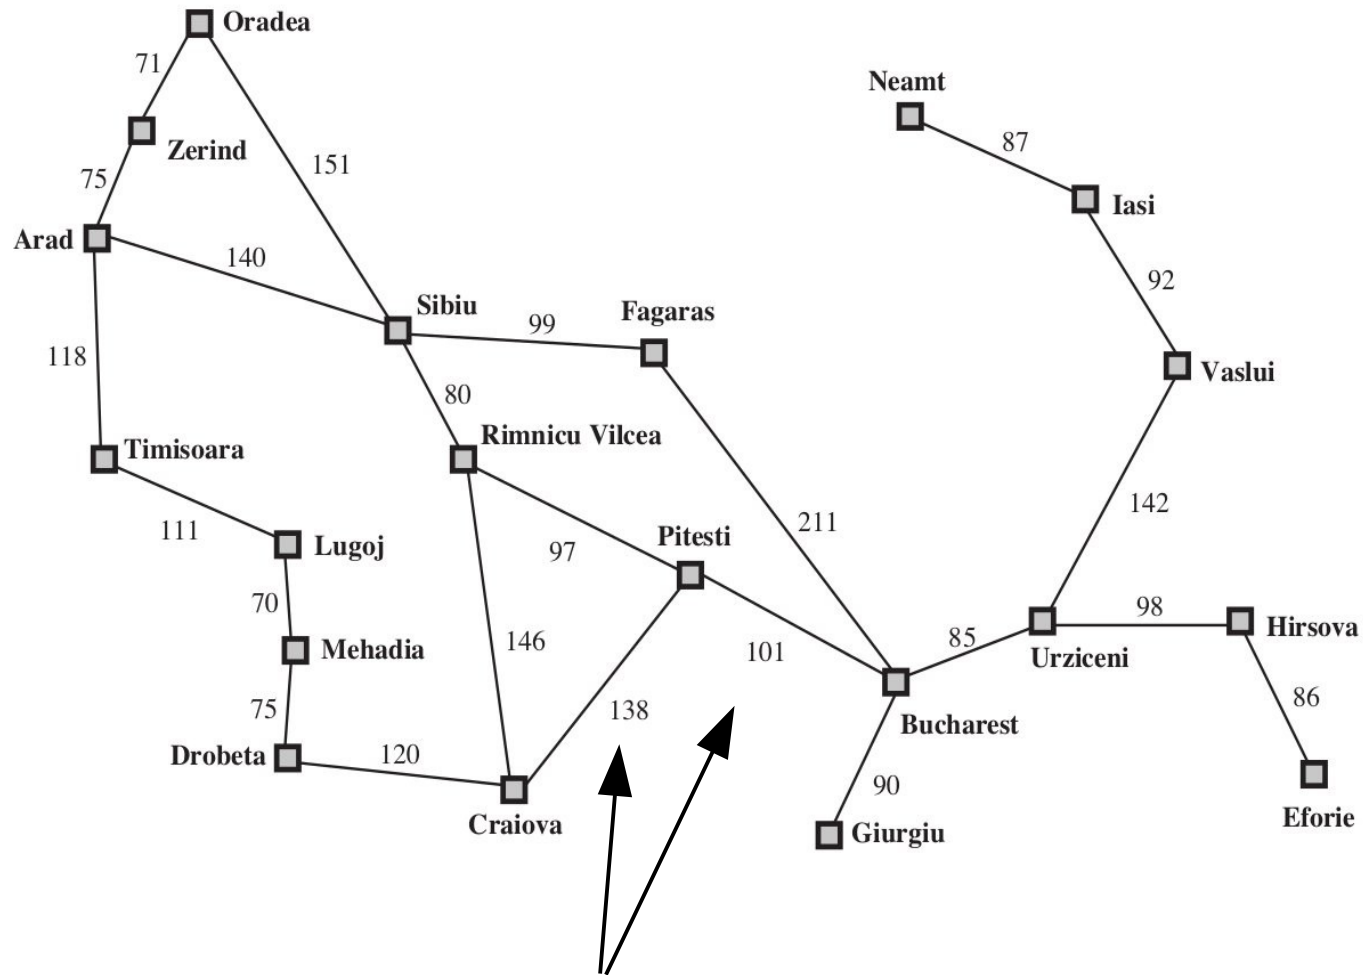 Oradea
71
Neamt
87
Zerind
151
75
Iasi
Arad
140
92
Sibiu
Fagaras
99
118
Vaslui
80
Timisoara
Rimnicu Vilcea
142
111
211
Lugoj
97
Pitesti
70
98
Mehadia
146
101
85
Urziceni
Hirsova
75
138
86
Bucharest
Drobeta
120
90
Craiova
Giurgiu
Eforie